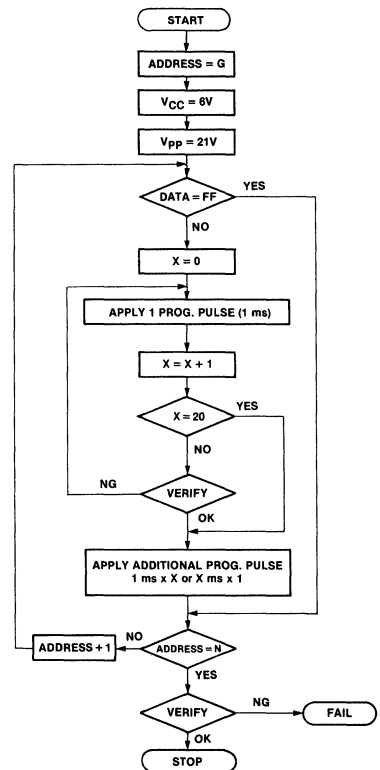 START
ADDRESS = G
VCC = 6V
VPP = 21V
DATA = FF
YES
NO
X = 0
APPLY 1 PROG. PULSE (1 ms)
X = X + 1
X = 20
YES
NO
NG
VERIFY
OK
APPLY ADDITIONAL PROG. PULSE
1 ms x X or X ms x 1
ADDRESS + 1
NO
ADDRESS = N
YES
VERIFY
NG
FAIL
OK
STOP